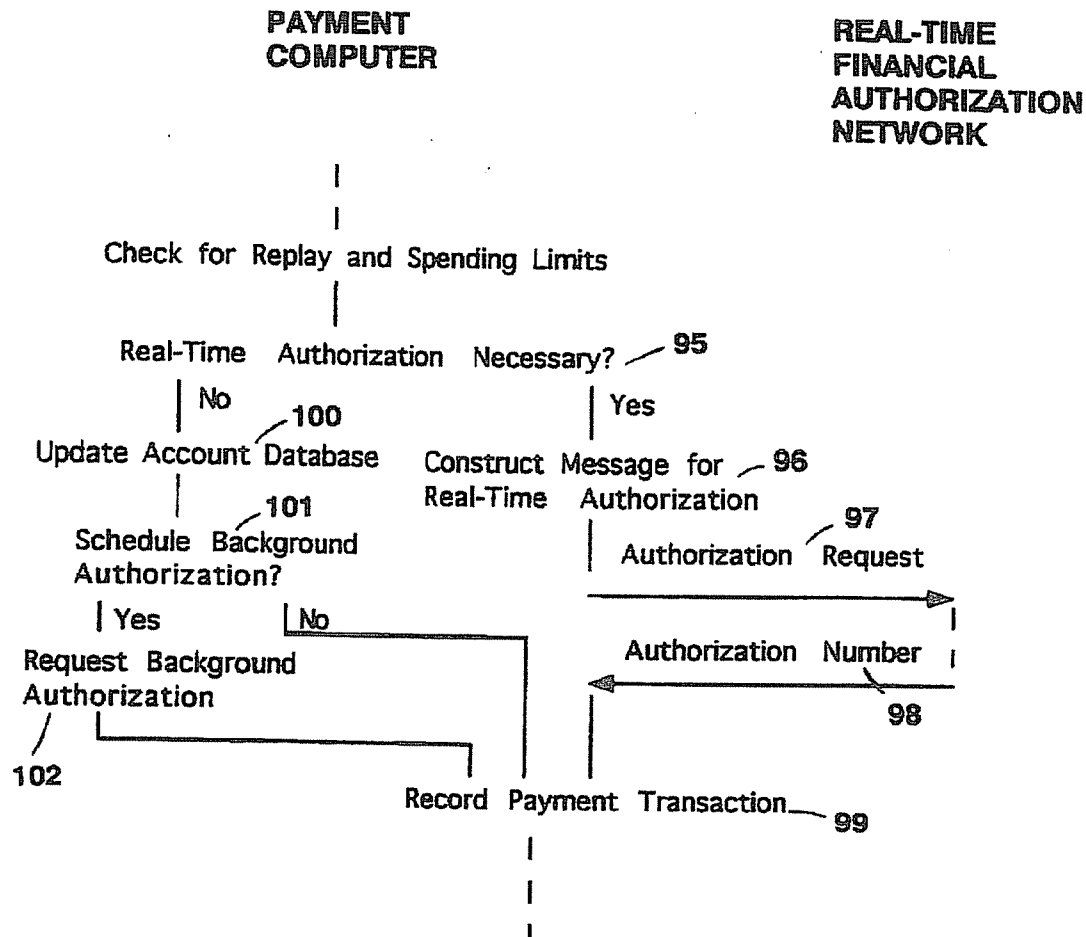 PAYMENT
COMPUTER
REAL-TIME
FINANCIAL
AUTHORIZATION
NETWORK
Check for Replay and Spending Limits
Real-Time Authorization Necessary? 95
No
Yes
100
Update Account Database
Construct Message for 96
Real-Time Authorization
101
Schedule Background
Authorization?
97
Authorization Request
Yes
No
Request Background
Authorization
102
Authorization Number
98
Record Payment Transaction 99